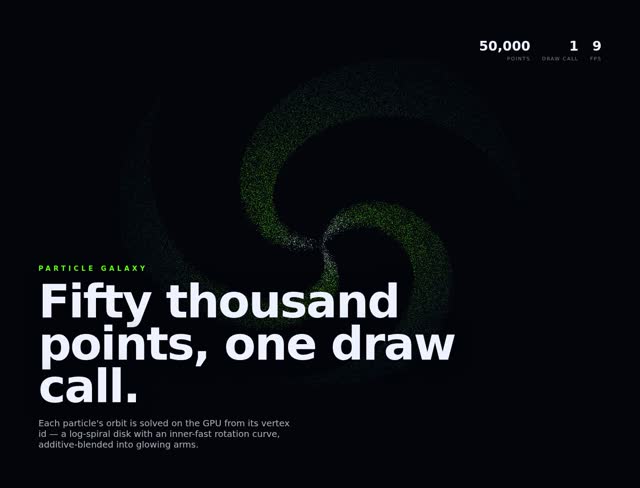 50,000 1 9
POINTS DRAW CALL FPS
PARTICLE GALAXY
Fifty thousand
points, one draw
call.
Each particle's orbit is solved on the GPU from its vertex
id — a log-spiral disk with an inner-fast rotation curve,
additive-blended into glowing arms.